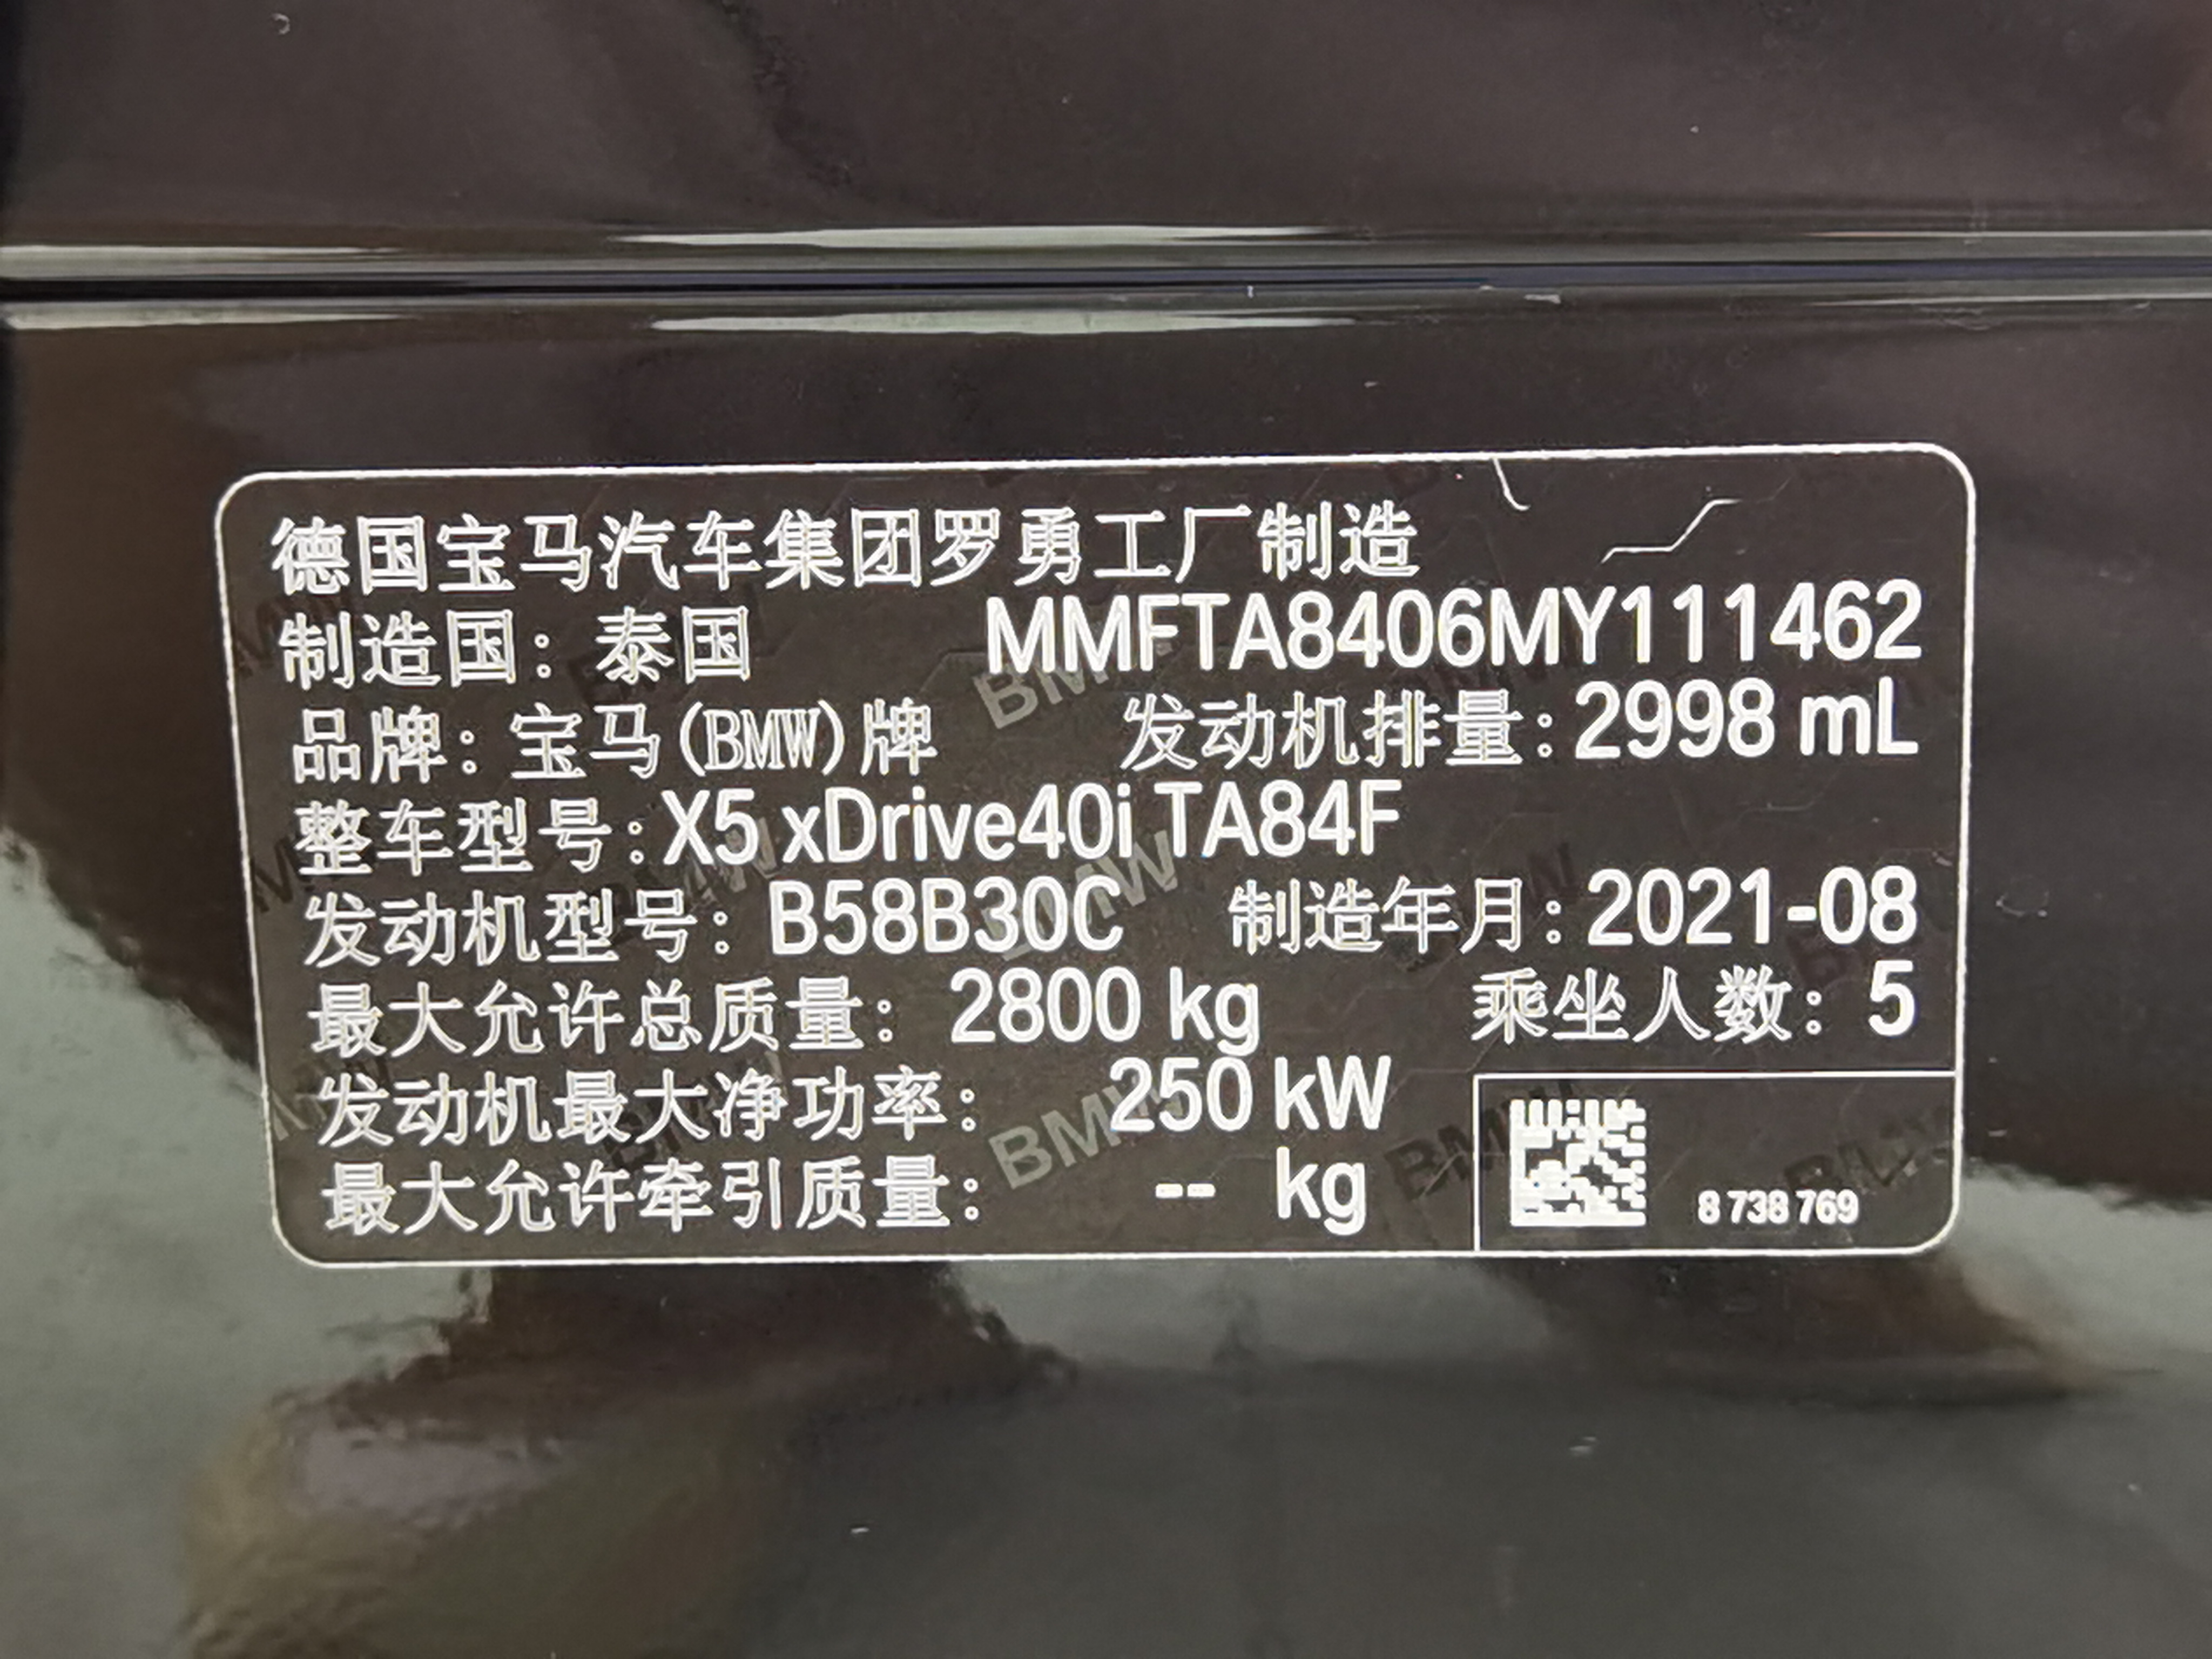 德国宝马汽车集团罗勇工厂制造
制造国：泰国 MMFTA8406MY111462
品牌：宝马(BMW)牌 发动机排量：2998 mL
整车型号：X5 xDrive40i TA84F
发动机型号：B58B30C 制造年月：2021-08
最大允许总质量：2800 kg 乘坐人数：5
发动机最大净功率：250 kW
最大允许牵引质量：-- kg
8 738 769